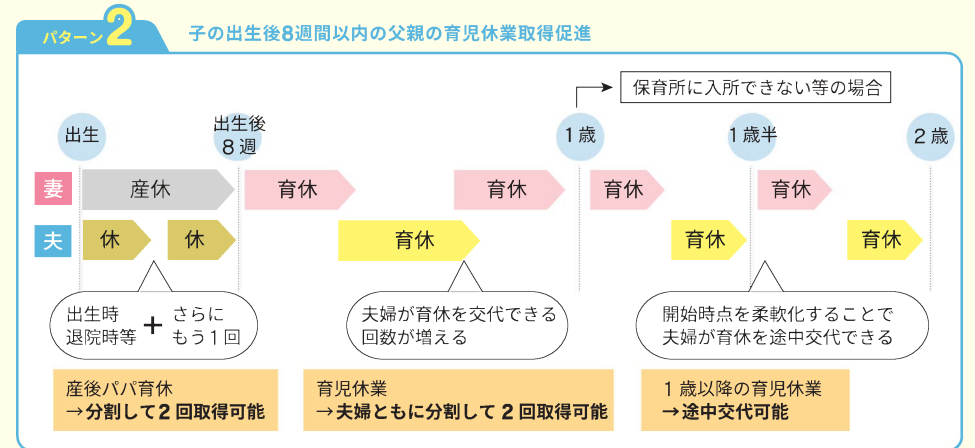 パターン2
子の出生後8週間以内の父親の育児休業取得促進
保育所に入所できない等の場合
出生
出生後
8週
1歳
1歳半
2歳
妻
産休
育休
育休
育休
育休
夫
休
休
育休
育休
育休
出生時
退院時等
+
さらに
もう1回
夫婦が育休を交代できる
回数が増える
開始時点を柔軟化することで
夫婦が育休を途中交代できる
産後パパ育休
→分割して2回取得可能
育児休業
→夫婦ともに分割して2回取得可能
1歳以降の育児休業
→途中交代可能